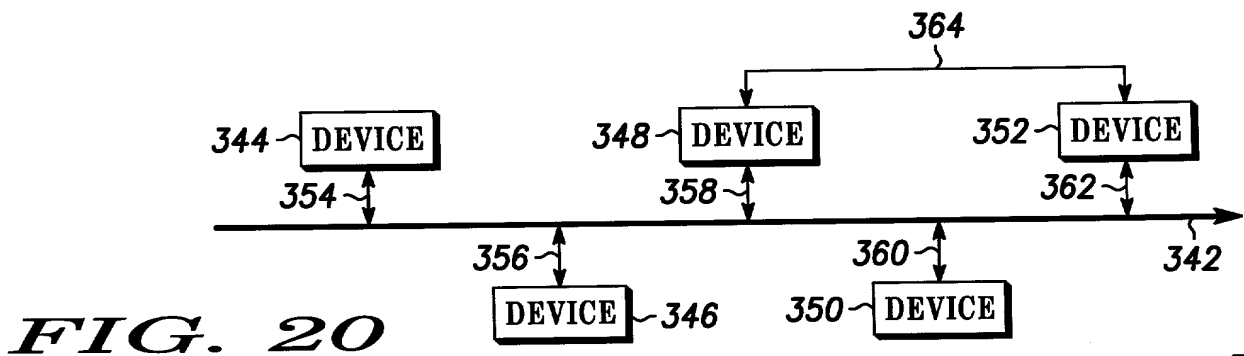 364
344 DEVICE 348 DEVICE 352 DEVICE
354 358 362
356 360 342
DEVICE 346 350 DEVICE
FIG. 20